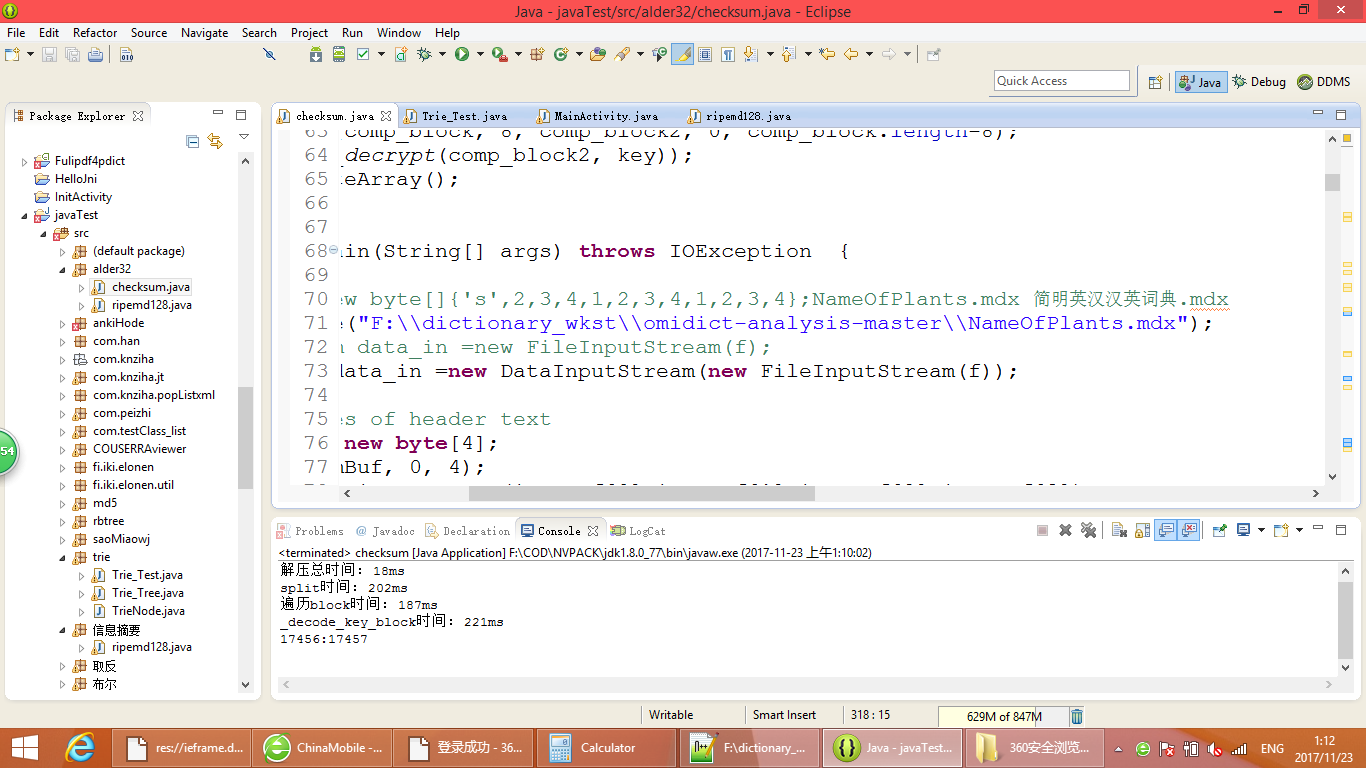 Java - javaTest/src/alder32/checksum.java - Eclipse
File Edit Refactor Source Navigate Search Project Run Window Help
Quick Access
Java
Debug
DDMS
Package Explorer
Fulipdf4pdict
HelloJni
InitActivity
javaTest
src
(default package)
alder32
checksum.java
ripemd128.java
ankiHode
com.han
com.knziha
com.knziha.jt
com.knziha.popListxml
com.peizhi
com.testClass_list
COUSERRAviewer
fi.iki.elonen
fi.iki.elonen.util
md5
rbtree
saoMiaowj
trie
Trie_Test.java
Trie_Tree.java
TrieNode.java
信息摘要
ripemd128.java
取反
布尔
54
checksum.java Trie_Test.java MainActivity.java ripemd128.java
63 comp_block, 8, comp_block2, 0, comp_block.length-8);
64 _decrypt(comp_block2, key));
65 eArray();
66
67
68 in(String[] args) throws IOException {
69
70 w byte[]{'s',2,3,4,1,2,3,4,1,2,3,4};NameOfPlants.mdx 简明英汉汉英词典.mdx
71 ("F:\\dictionary_wkst\\omidict-analysis-master\\NameOfPlants.mdx");
72 data_in =new FileInputStream(f);
73 data_in =new DataInputStream(new FileInputStream(f));
74
75 s of header text
76 new byte[4];
77 Buf, 0, 4);
Problems @ Javadoc Declaration Console LogCat
<terminated> checksum [Java Application] F:\COD\NVPACK\jdk1.8.0_77\bin\javaw.exe (2017-11-23 上午1:10:02)
解压总时间: 18ms
split时间: 202ms
遍历block时间: 187ms
_decode_key_block时间: 221ms
17456:17457
Writable Smart Insert 318 : 15 629M of 847M
res://ieframe.d... ChinaMobile -... 登录成功 - 36... Calculator F:\dictionary_... Java - javaTest... 360安全浏览... ENG 1:12
2017/11/23